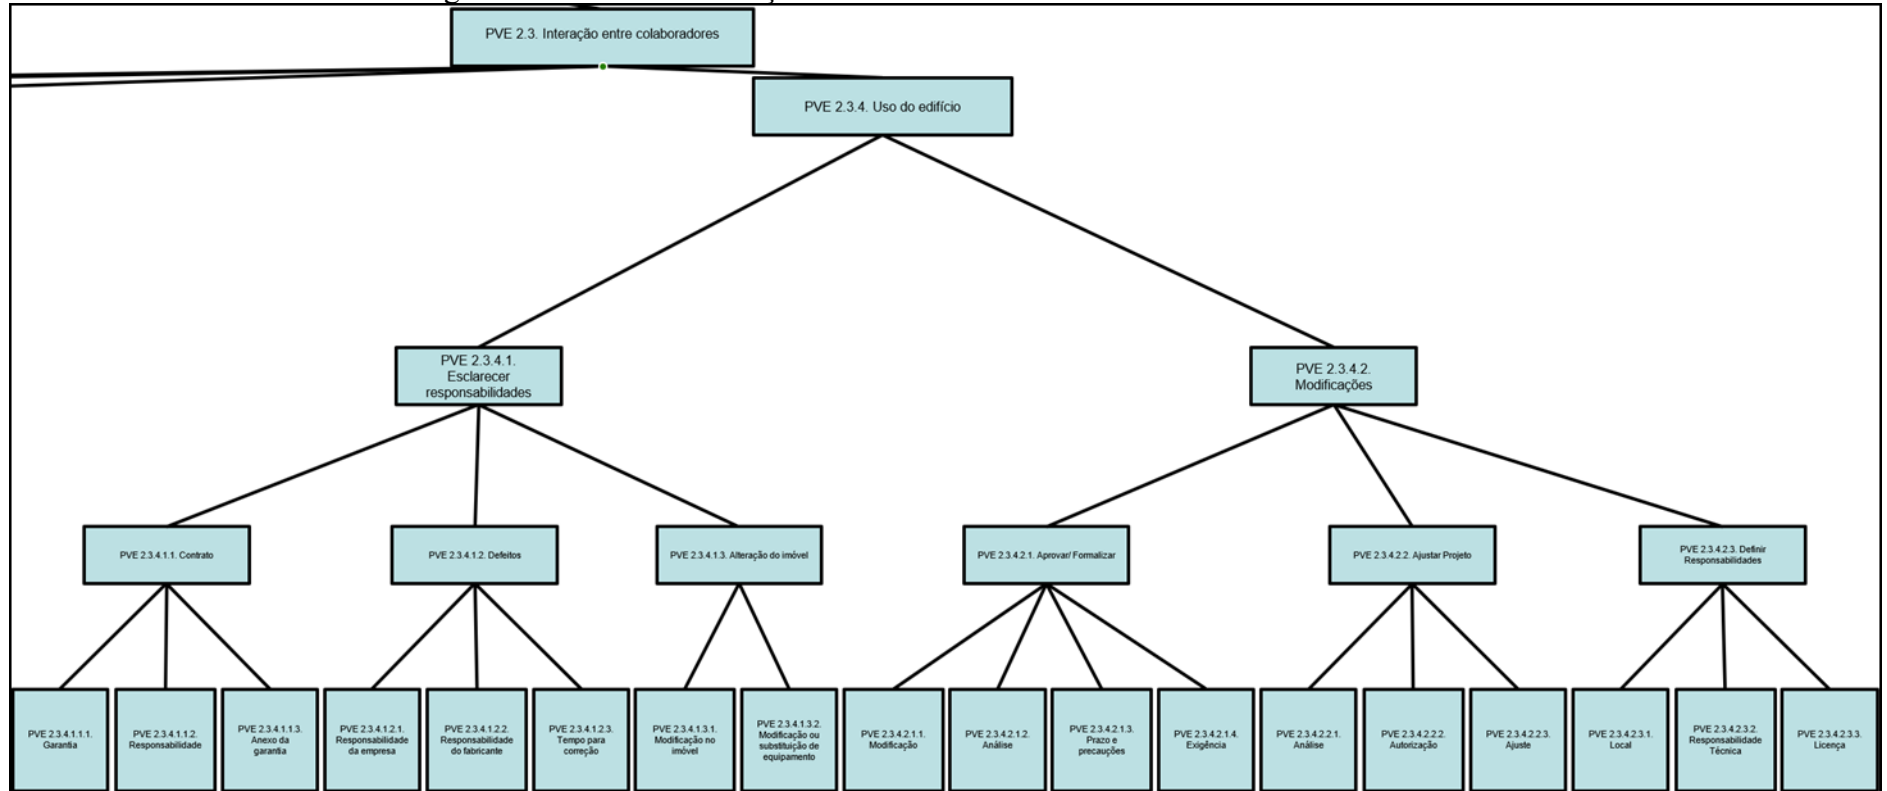 PVE 2.3. Interação entre colaboradores
PVE 2.3.4. Uso do edifício
PVE 2.3.4.1.
Esclarecer
responsabilidades
PVE 2.3.4.2.
Modificações
PVE 2.3.4.1.1. Contrato
PVE 2.3.4.1.2. Defeitos
PVE 2.3.4.1.3. Alteração do imóvel
PVE 2.3.4.2.1. Aprovar/ Formalizar
PVE 2.3.4.2.2. Ajustar Projeto
PVE 2.3.4.2.3. Definir
Responsabilidades
PVE 2.3.4.1.1.1.
Garantia
PVE 2.3.4.1.1.2.
Responsabilidade
PVE 2.3.4.1.1.3.
Anexo da
garantia
PVE 2.3.4.1.2.1.
Responsabilidade
da empresa
PVE 2.3.4.1.2.2.
Responsabilidade
do fabricante
PVE 2.3.4.1.2.3.
Tempo para
correção
PVE 2.3.4.1.3.1.
Modificação no
imóvel
PVE 2.3.4.1.3.2.
Modificação ou
substituição de
equipamento
PVE 2.3.4.2.1.1.
Modificação
PVE 2.3.4.2.1.2.
Análise
PVE 2.3.4.2.1.3.
Prazo e
precauções
PVE 2.3.4.2.1.4.
Exigência
PVE 2.3.4.2.2.1.
Análise
PVE 2.3.4.2.2.2.
Autorização
PVE 2.3.4.2.2.3.
Ajuste
PVE 2.3.4.2.3.1.
Local
PVE 2.3.4.2.3.2.
Responsabilidade
Técnica
PVE 2.3.4.2.3.3.
Licença